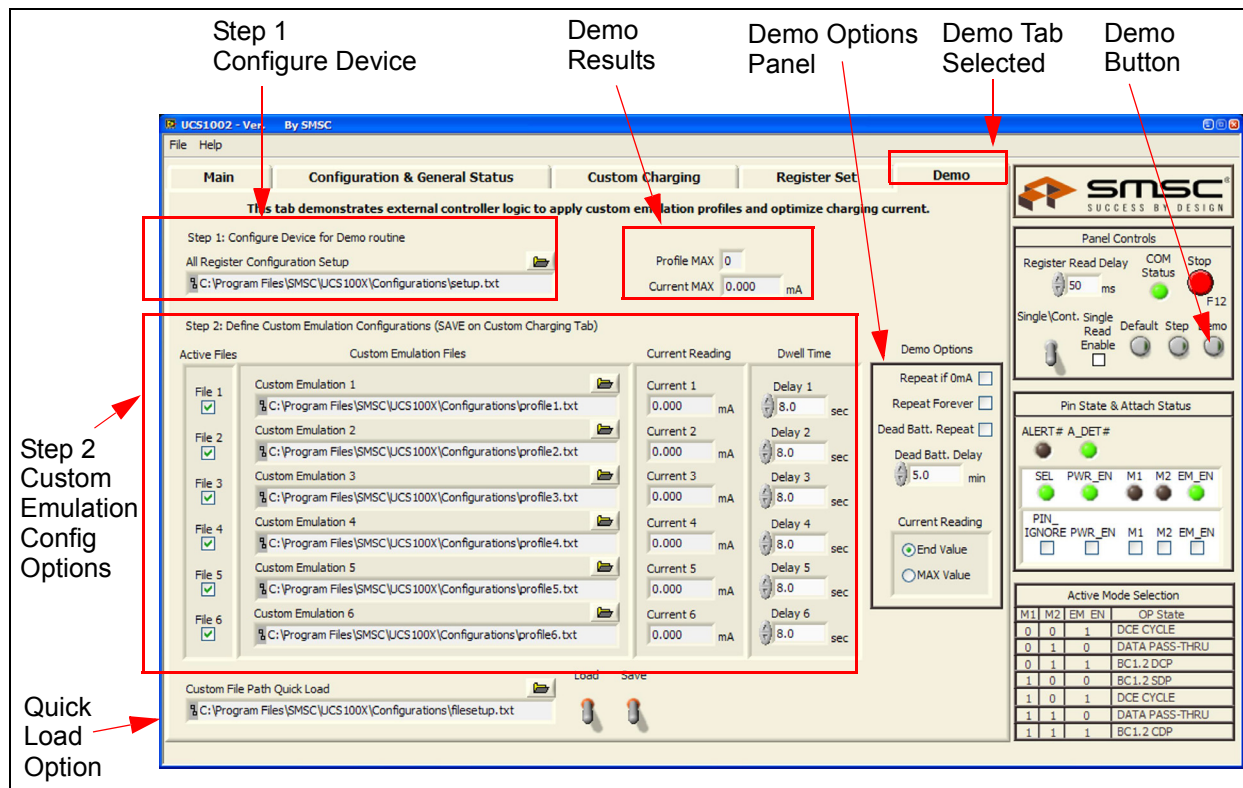 Step 1
Configure Device
Demo
Results
Demo Options
Panel
Demo Tab
Selected
Demo
Button
UCS1002 - Ver. By SMSC
File Help
Main
Configuration & General Status
Custom Charging
Register Set
Demo
This tab demonstrates external controller logic to apply custom emulation profiles and optimize charging current.
Step 1: Configure Device for Demo routine
All Register Configuration Setup
C:\Program Files\SMSC\UCS100X\Configurations\setup.txt
Profile MAX 0
Current MAX 0.000 mA
Step 2: Define Custom Emulation Configurations (SAVE on Custom Charging Tab)
Active Files
Custom Emulation Files
Current Reading
Dwell Time
File 1
Custom Emulation 1
C:\Program Files\SMSC\UCS100X\Configurations\profile1.txt
Current 1
0.000 mA
Delay 1
8.0 sec
File 2
Custom Emulation 2
C:\Program Files\SMSC\UCS100X\Configurations\profile2.txt
Current 2
0.000 mA
Delay 2
8.0 sec
File 3
Custom Emulation 3
C:\Program Files\SMSC\UCS100X\Configurations\profile3.txt
Current 3
0.000 mA
Delay 3
8.0 sec
File 4
Custom Emulation 4
C:\Program Files\SMSC\UCS100X\Configurations\profile4.txt
Current 4
0.000 mA
Delay 4
8.0 sec
File 5
Custom Emulation 5
C:\Program Files\SMSC\UCS100X\Configurations\profile5.txt
Current 5
0.000 mA
Delay 5
8.0 sec
File 6
Custom Emulation 6
C:\Program Files\SMSC\UCS100X\Configurations\profile6.txt
Current 6
0.000 mA
Delay 6
8.0 sec
Demo Options
Repeat if 0mA
Repeat Forever
Dead Batt. Repeat
Dead Batt. Delay
5.0 min
Current Reading
End Value
MAX Value
Custom File Path Quick Load
C:\Program Files\SMSC\UCS100X\Configurations\filesetup.txt
Load
Save
Step 2
Custom
Emulation
Config
Options
Quick
Load
Option
smsc®
SUCCESS BY DESIGN
Panel Controls
Register Read Delay
50 ms
COM
Status
Stop
F12
Single\Cont.
Single
Read
Enable
Default
Step
Demo
Pin State & Attach Status
ALERT# A_DET#
SEL PWR_EN M1 M2 EM_EN
PIN_
IGNORE PWR_EN M1 M2 EM_EN
Active Mode Selection
M1 M2 EM EN OP State
0 0 1 DCE CYCLE
0 1 0 DATA PASS-THRU
0 1 1 BC1.2 DCP
1 0 0 BC1.2 SDP
1 0 1 DCE CYCLE
1 1 0 DATA PASS-THRU
1 1 1 BC1.2 CDP